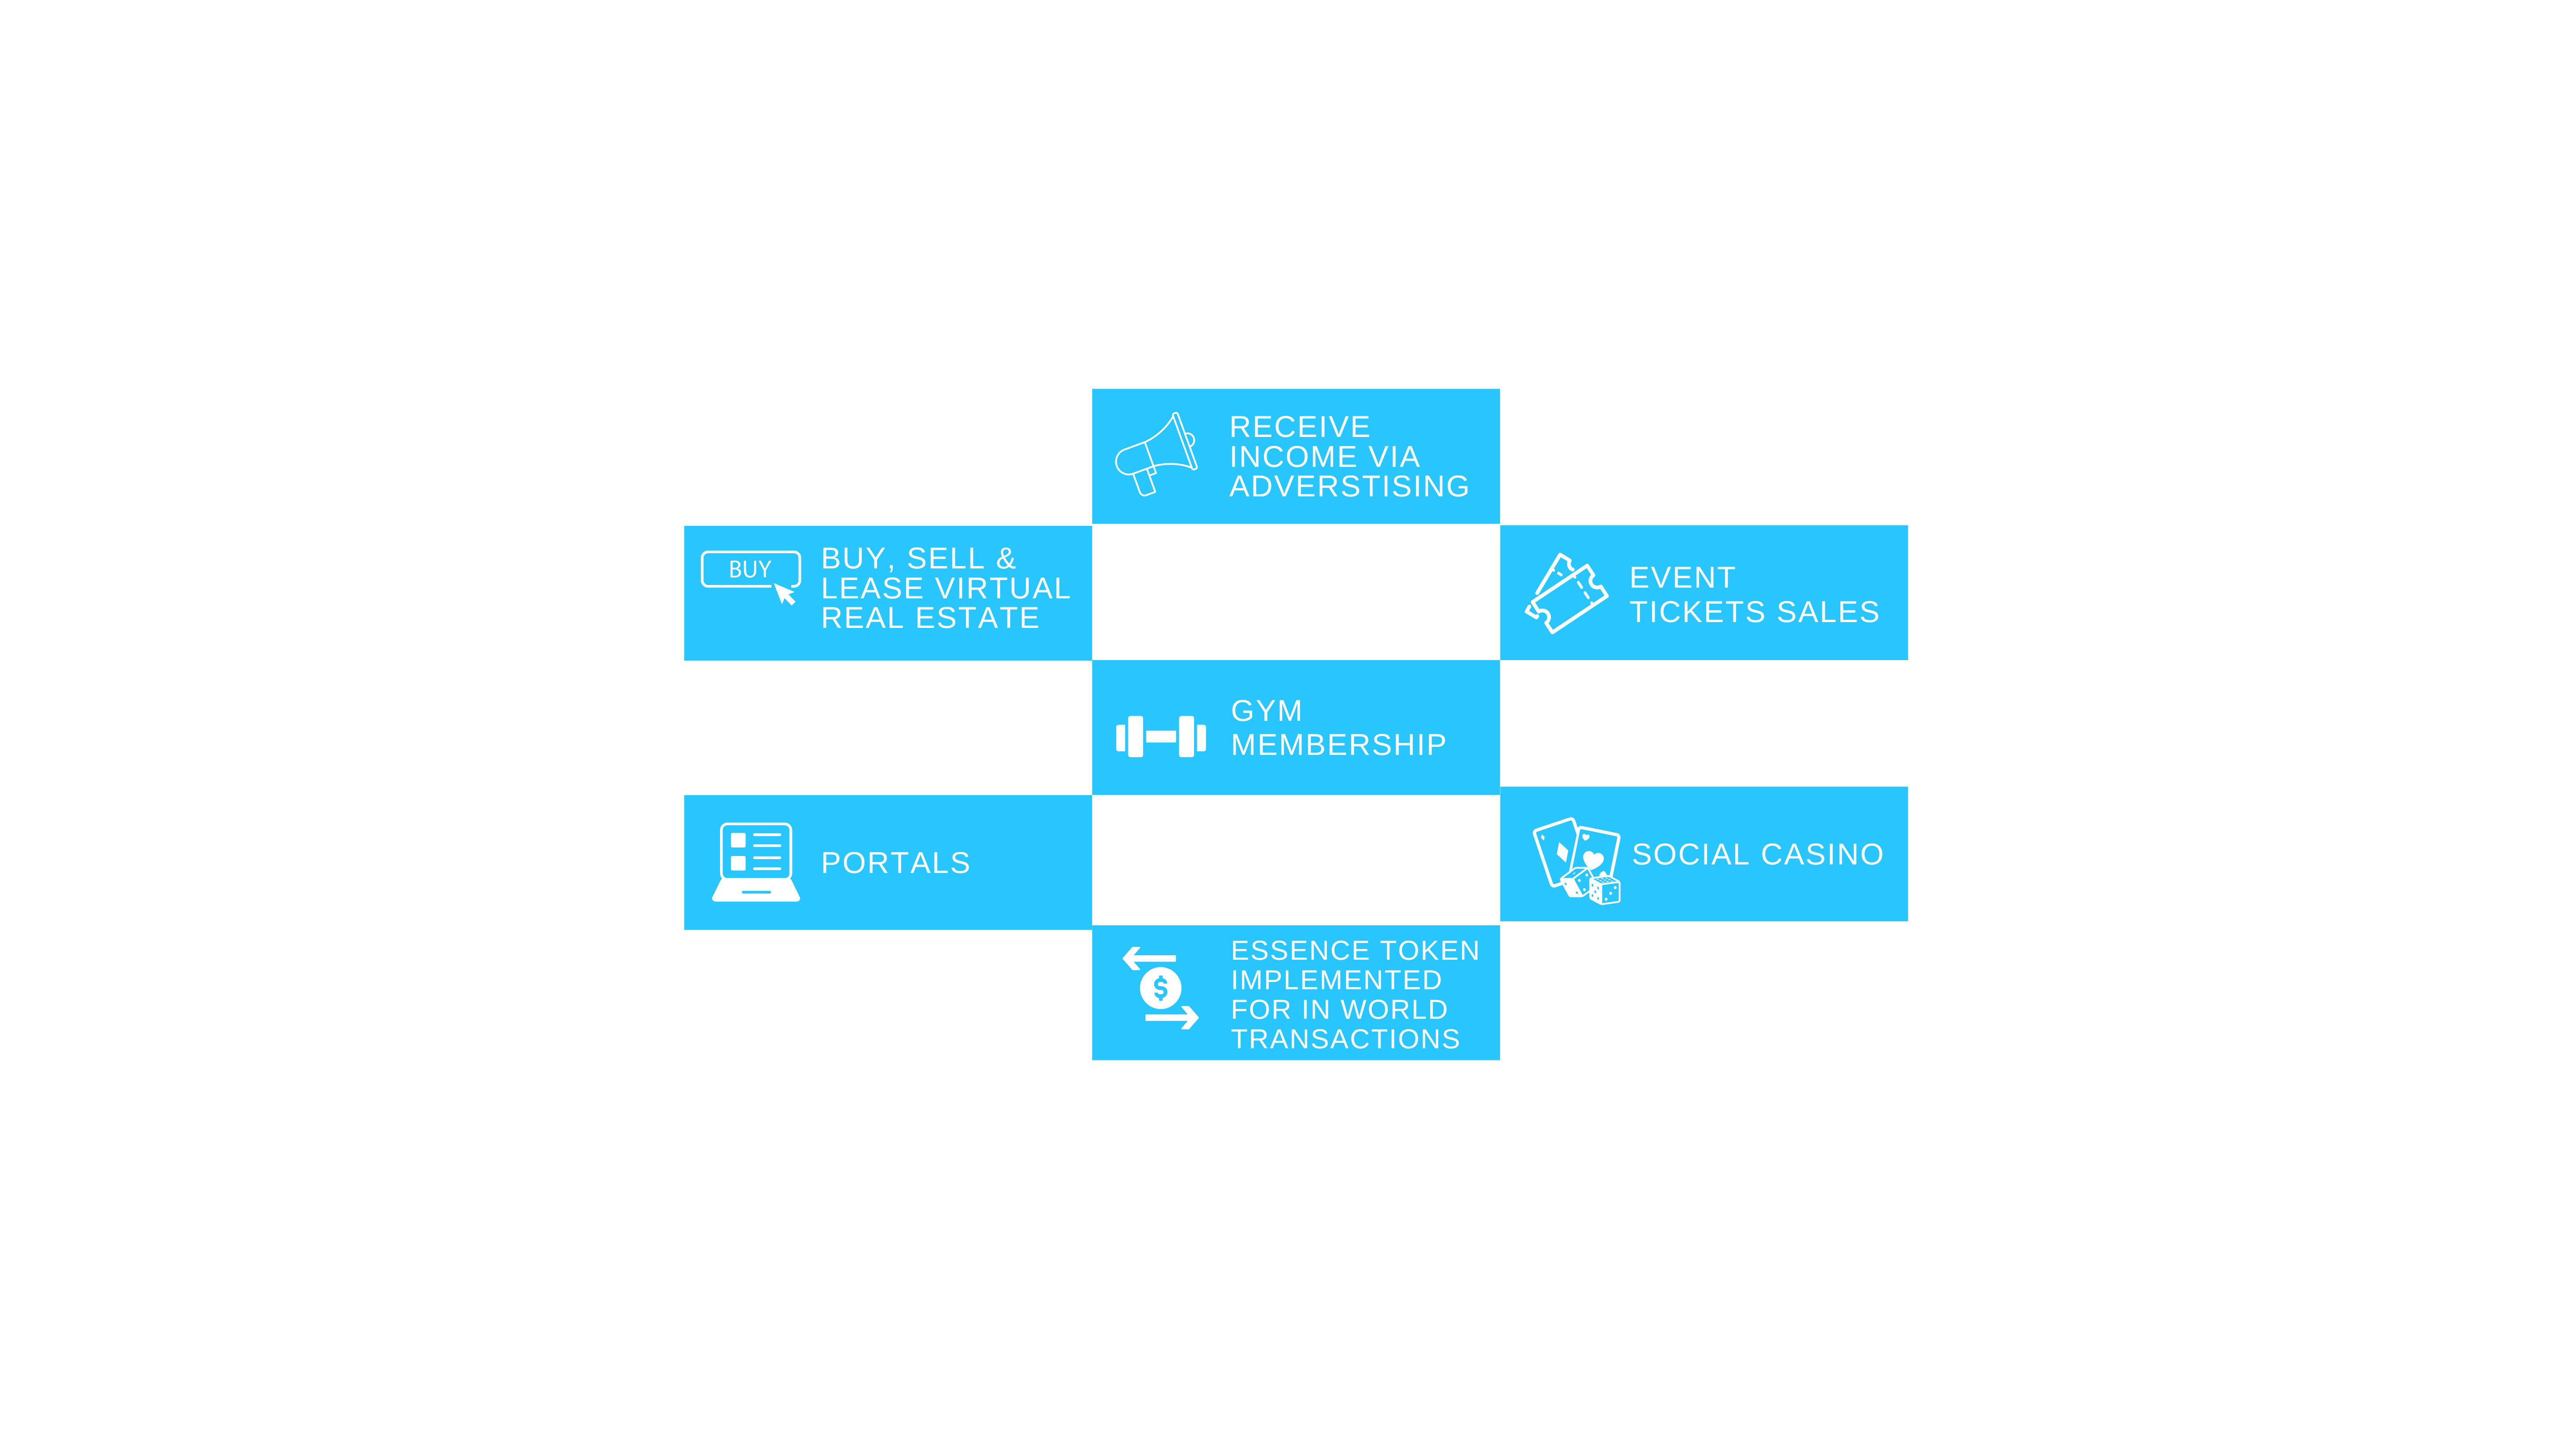 RECEIVE
INCOME VIA
ADVERSTISING
BUY
BUY, SELL &
LEASE VIRTUAL
REAL ESTATE
EVENT
TICKETS SALES
GYM
MEMBERSHIP
PORTALS
SOCIAL CASINO
$
ESSENCE TOKEN
IMPLEMENTED
FOR IN WORLD
TRANSACTIONS